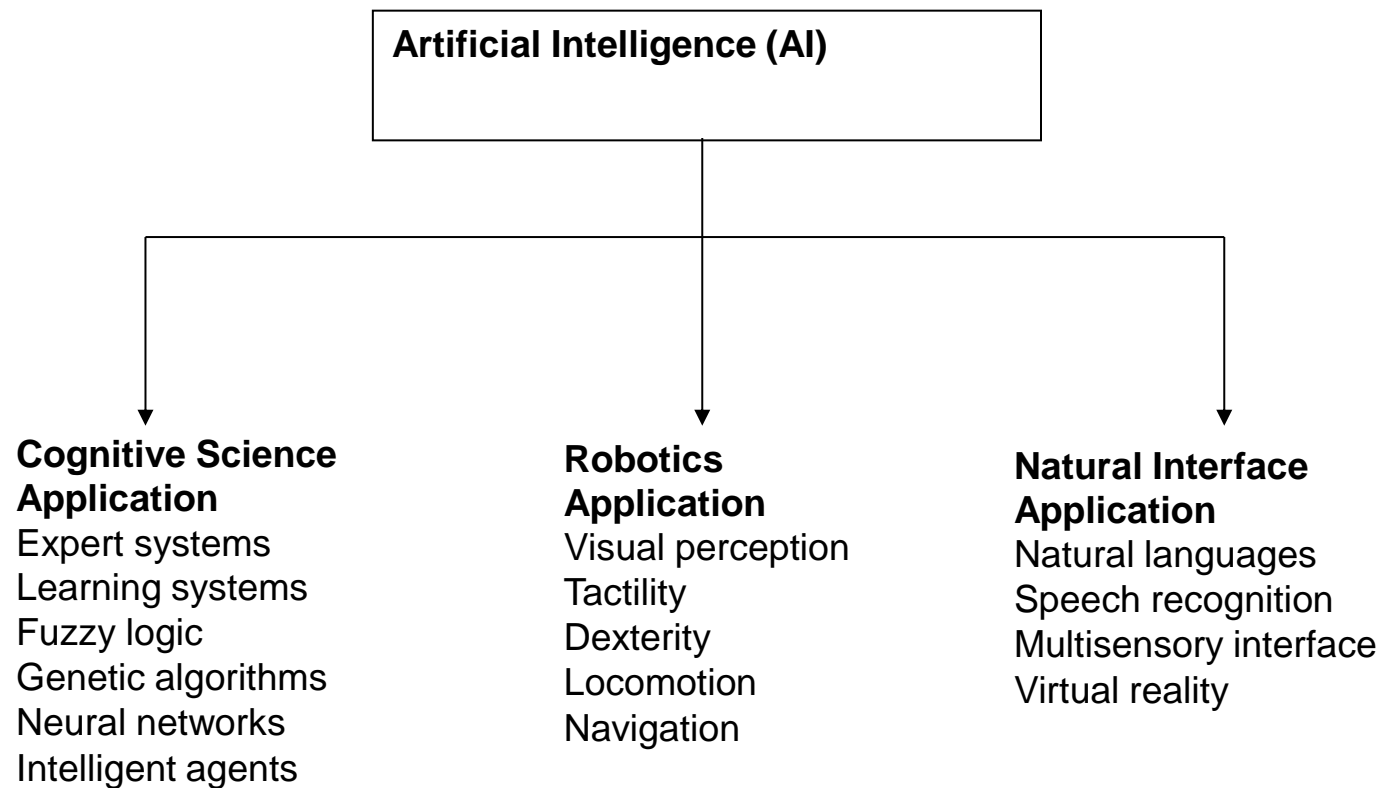 Artificial Intelligence (AI)
Cognitive Science
Application
Expert systems
Learning systems
Fuzzy logic
Genetic algorithms
Neural networks
Intelligent agents
Robotics
Application
Visual perception
Tactility
Dexterity
Locomotion
Navigation
Natural Interface
Application
Natural languages
Speech recognition
Multisensory interface
Virtual reality